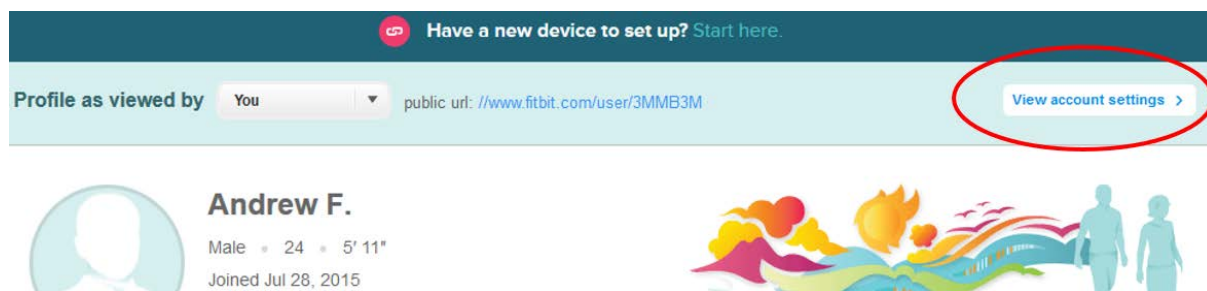 Have a new device to set up? Start here.
Profile as viewed by You public url: //www.fitbit.com/user/3MMB3M View account settings >
Andrew F.
Male • 24 • 5' 11"
Joined Jul 28, 2015